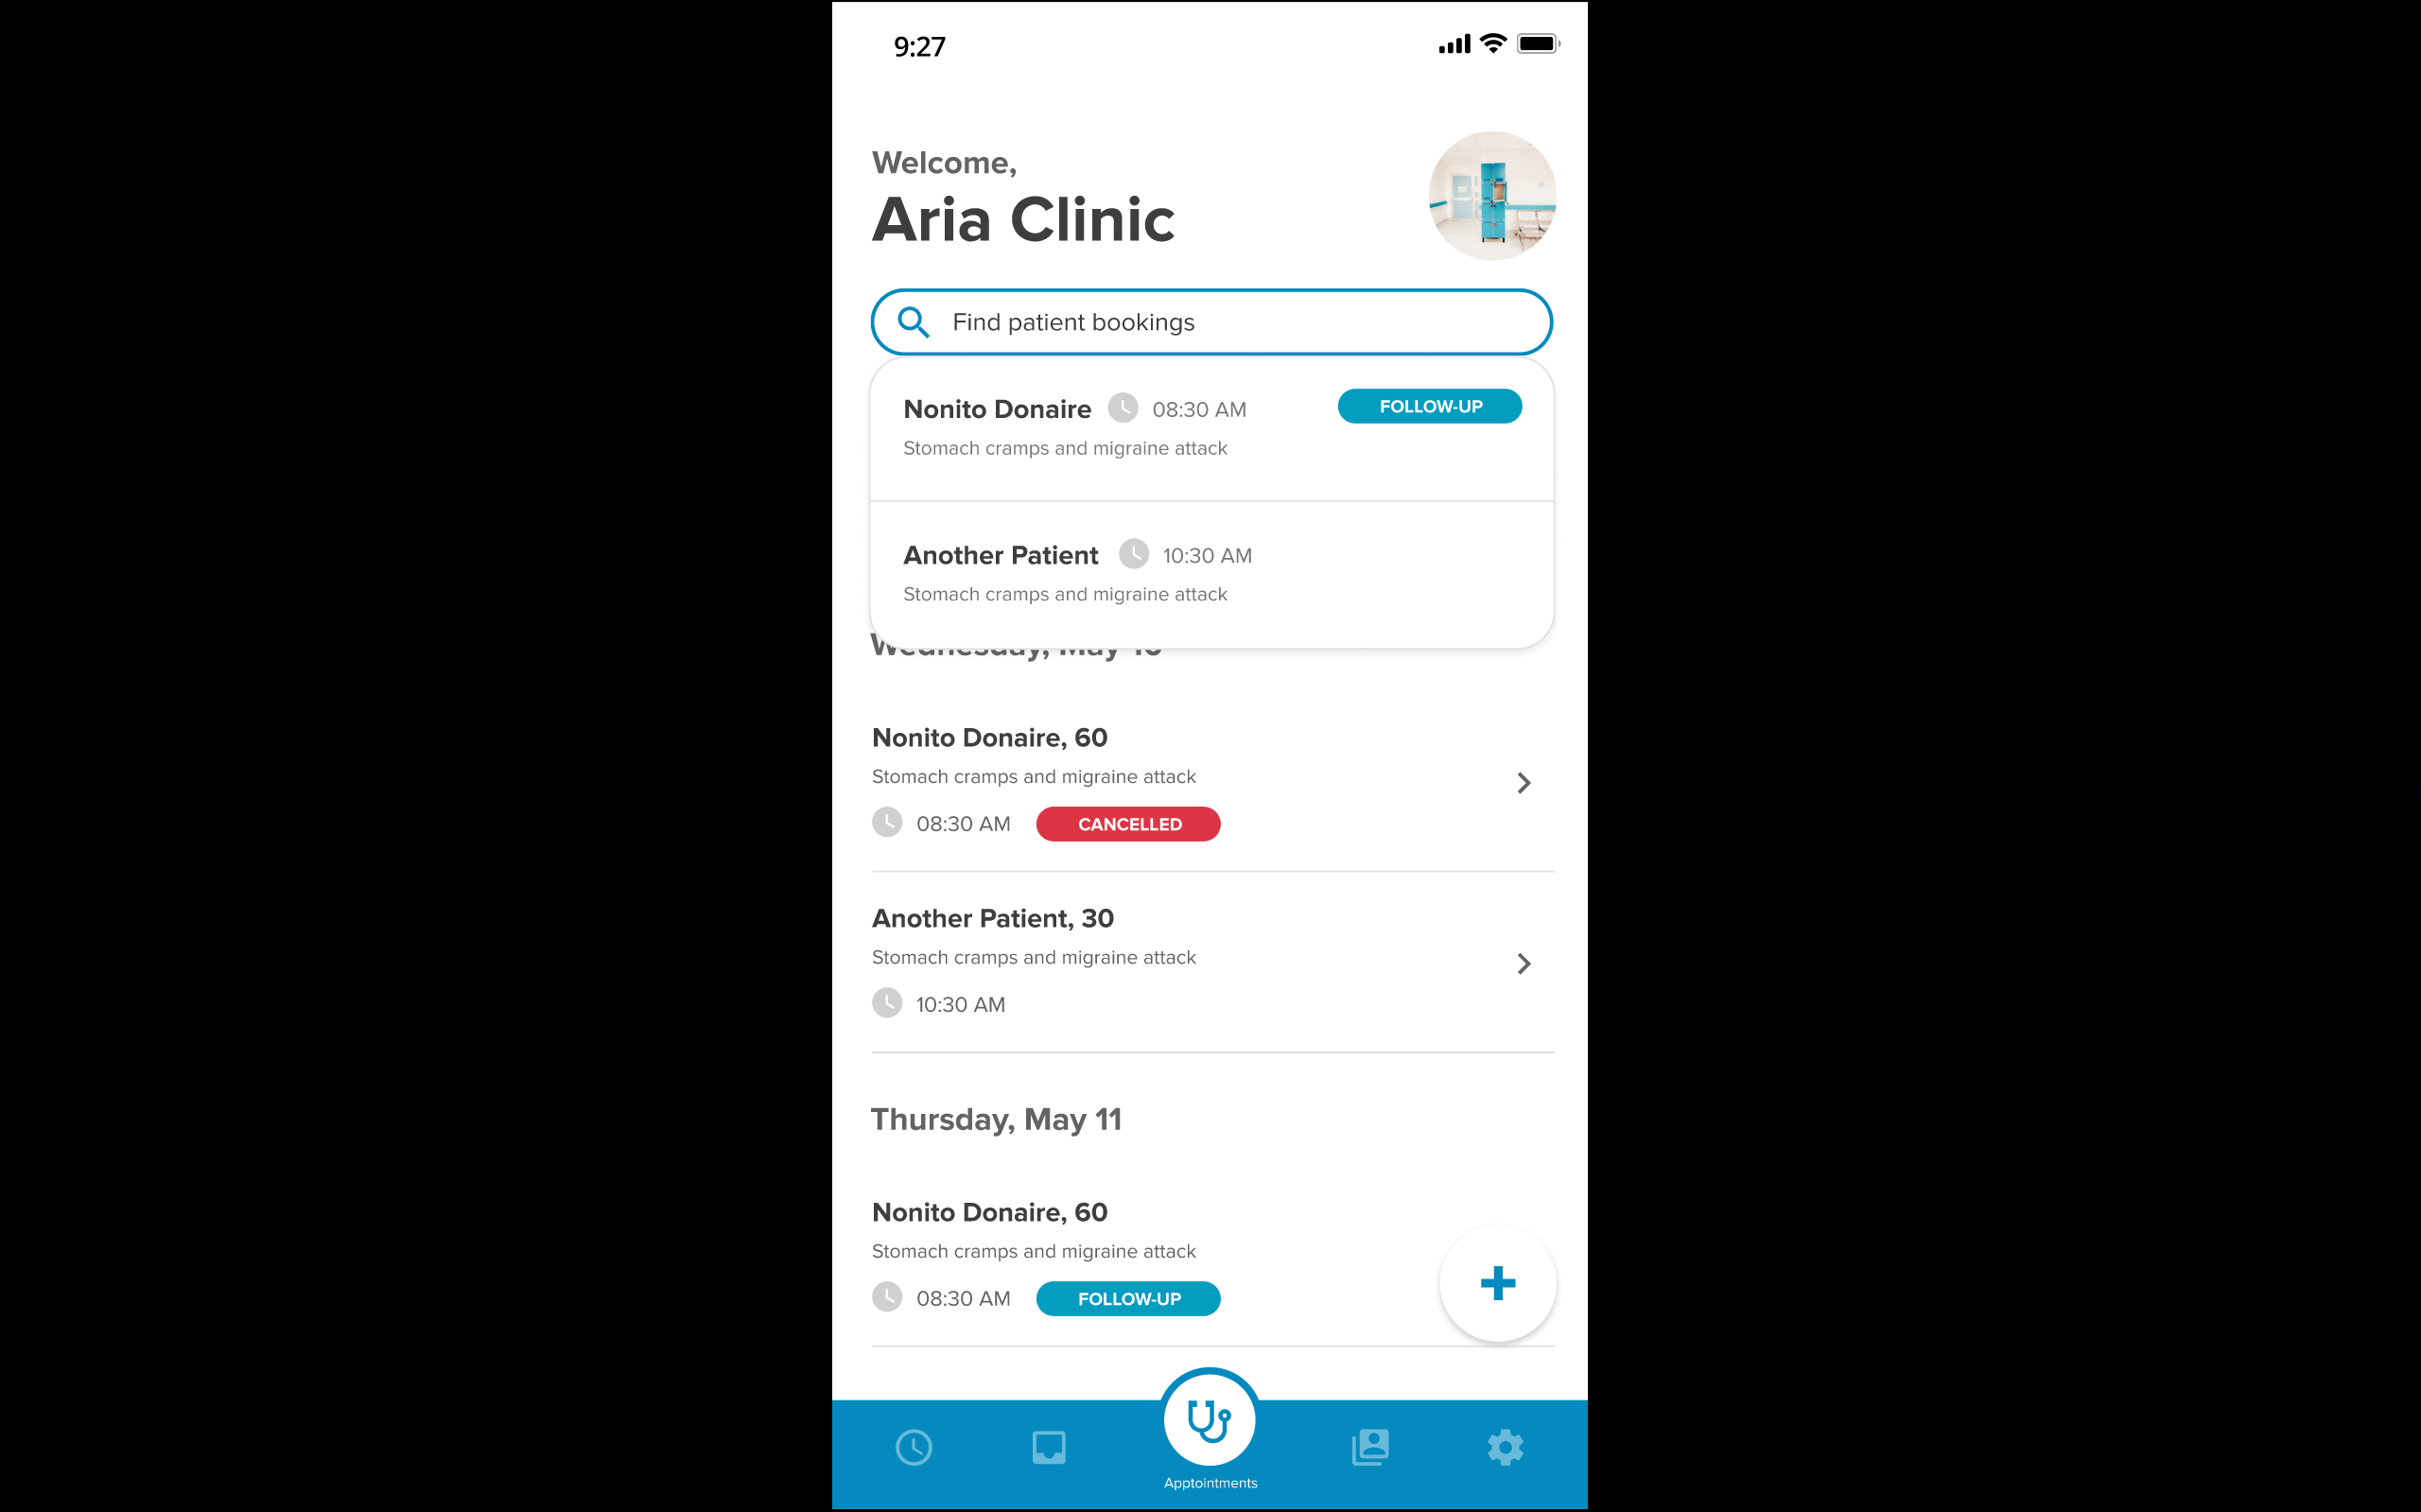 9:27
Welcome,
Aria Clinic
Find patient bookings
Nonito Donaire 08:30 AM FOLLOW-UP
Stomach cramps and migraine attack
Another Patient 10:30 AM
Stomach cramps and migraine attack
Wednesday, May 10
Nonito Donaire, 60
Stomach cramps and migraine attack
08:30 AM CANCELLED
Another Patient, 30
Stomach cramps and migraine attack
10:30 AM
Thursday, May 11
Nonito Donaire, 60
Stomach cramps and migraine attack
08:30 AM FOLLOW-UP
Apptointments